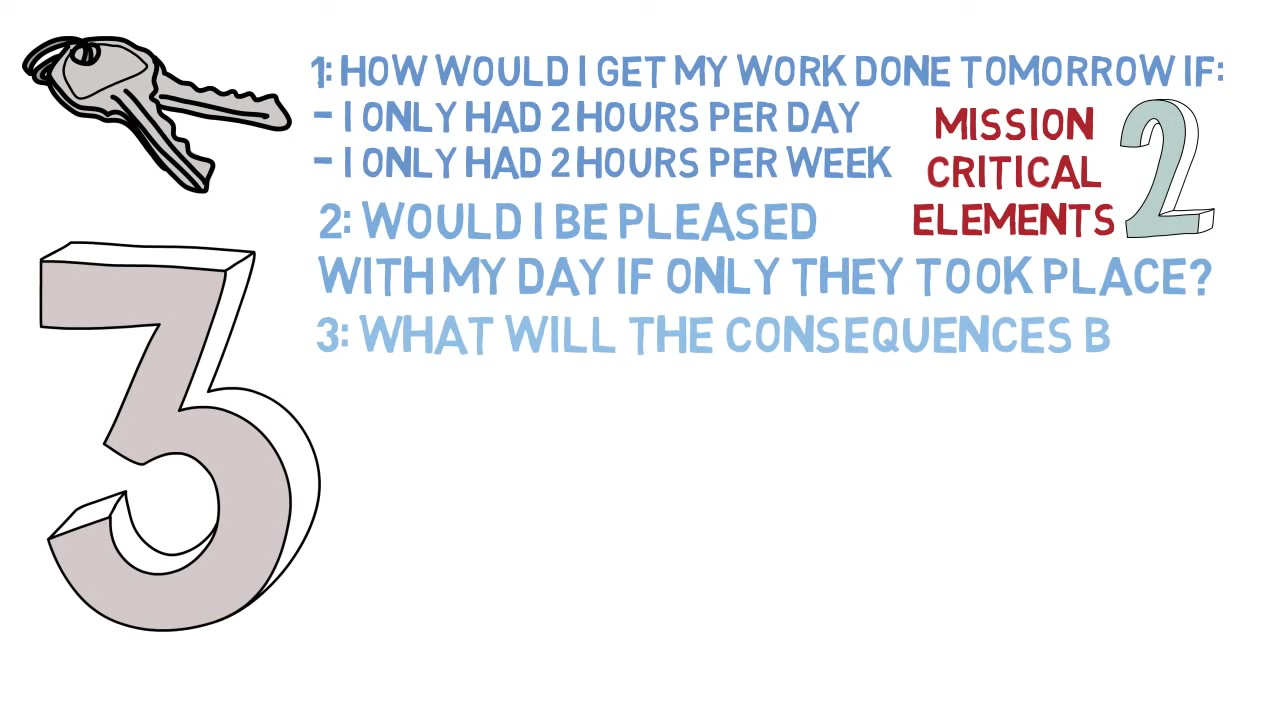 1: HOW WOULD I GET MY WORK DONE TOMORROW IF:
- I ONLY HAD 2 HOURS PER DAY
- I ONLY HAD 2 HOURS PER WEEK
MISSION
CRITICAL
ELEMENTS
2
2: WOULD I BE PLEASED
WITH MY DAY IF ONLY THEY TOOK PLACE?
3: WHAT WILL THE CONSEQUENCES B
3